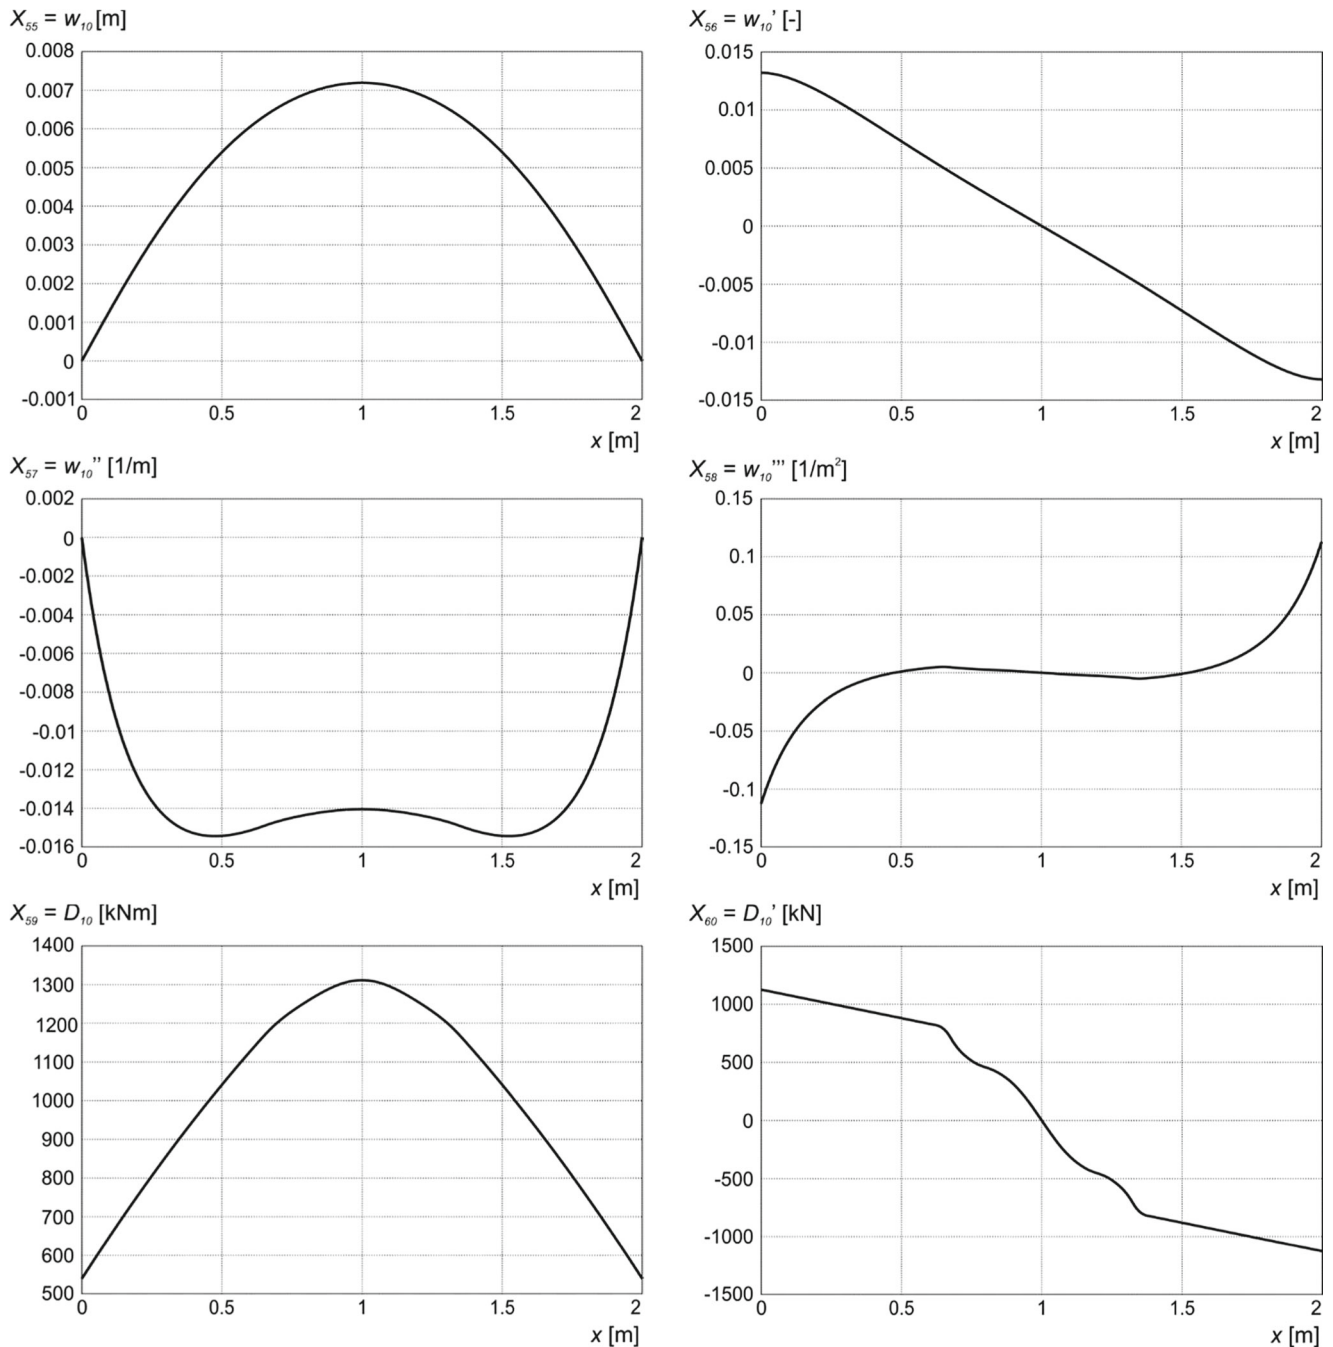 X₅₅ = w₁₀ [m]
0.008
0.007
0.006
0.005
0.004
0.003
0.002
0.001
0
-0.001
0 0.5 1 1.5 2
x [m]
X₅₆ = w₁₀' [-]
0.015
0.01
0.005
0
-0.005
-0.01
-0.015
0 0.5 1 1.5 2
x [m]
X₅₇ = w₁₀'' [1/m]
0.002
0
-0.002
-0.004
-0.006
-0.008
-0.01
-0.012
-0.014
-0.016
0 0.5 1 1.5 2
x [m]
X₅₈ = w₁₀''' [1/m²]
0.15
0.1
0.05
0
-0.05
-0.1
-0.15
0 0.5 1 1.5 2
x [m]
X₅₉ = D₁₀ [kNm]
1400
1300
1200
1100
1000
900
800
700
600
500
0 0.5 1 1.5 2
x [m]
X₆₀ = D₁₀' [kN]
1500
1000
500
0
-500
-1000
-1500
0 0.5 1 1.5 2
x [m]